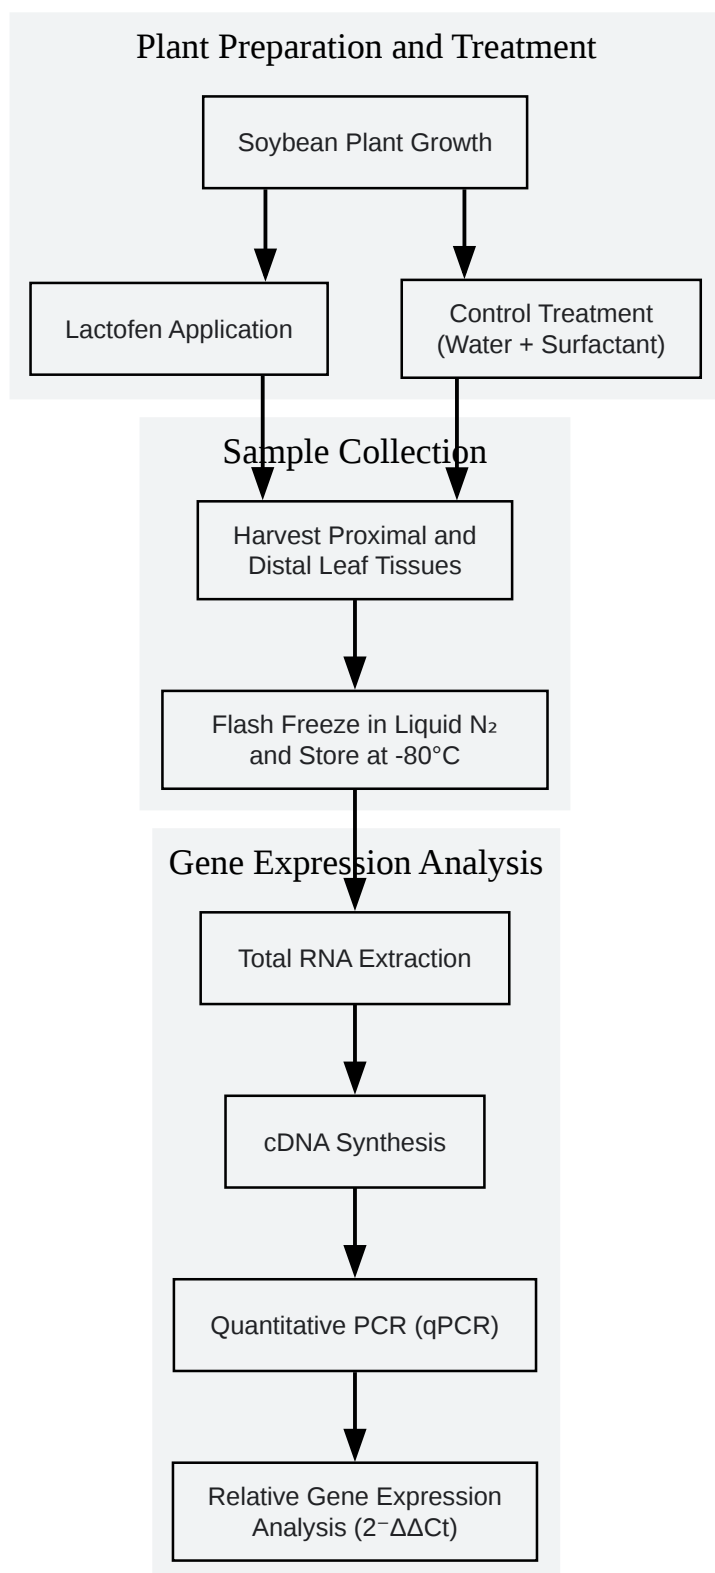 Plant Preparation and Treatment
Soybean Plant Growth
Lactofen Application
Control Treatment
(Water + Surfactant)
Sample Collection
Harvest Proximal and
Distal Leaf Tissues
Flash Freeze in Liquid N₂
and Store at -80°C
Gene Expression Analysis
Total RNA Extraction
cDNA Synthesis
Quantitative PCR (qPCR)
Relative Gene Expression
Analysis (2⁻ΔΔCt)